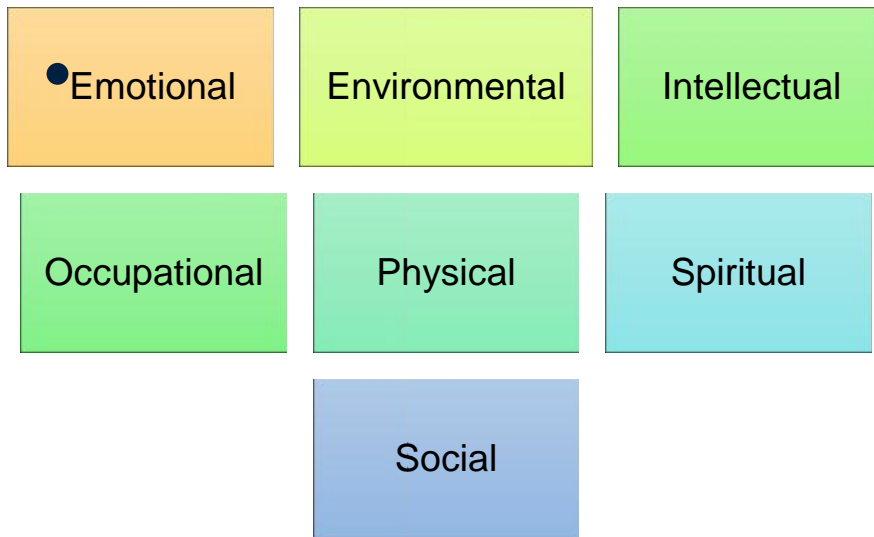 •Emotional
Environmental
Intellectual
Occupational
Physical
Spiritual
Social